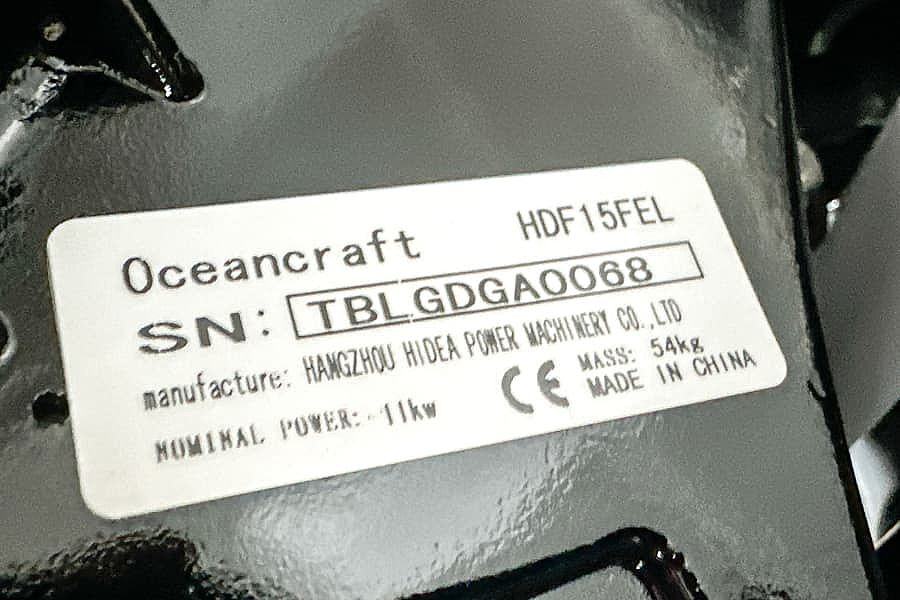 Oceancraft HDF15FEL
SN: TBLGDGA0068
manufacture: HANGZHOU HIDEA POWER MACHINERY CO.,LTD
NOMINAL POWER: 11kw CE MASS: 54kg
MADE IN CHINA